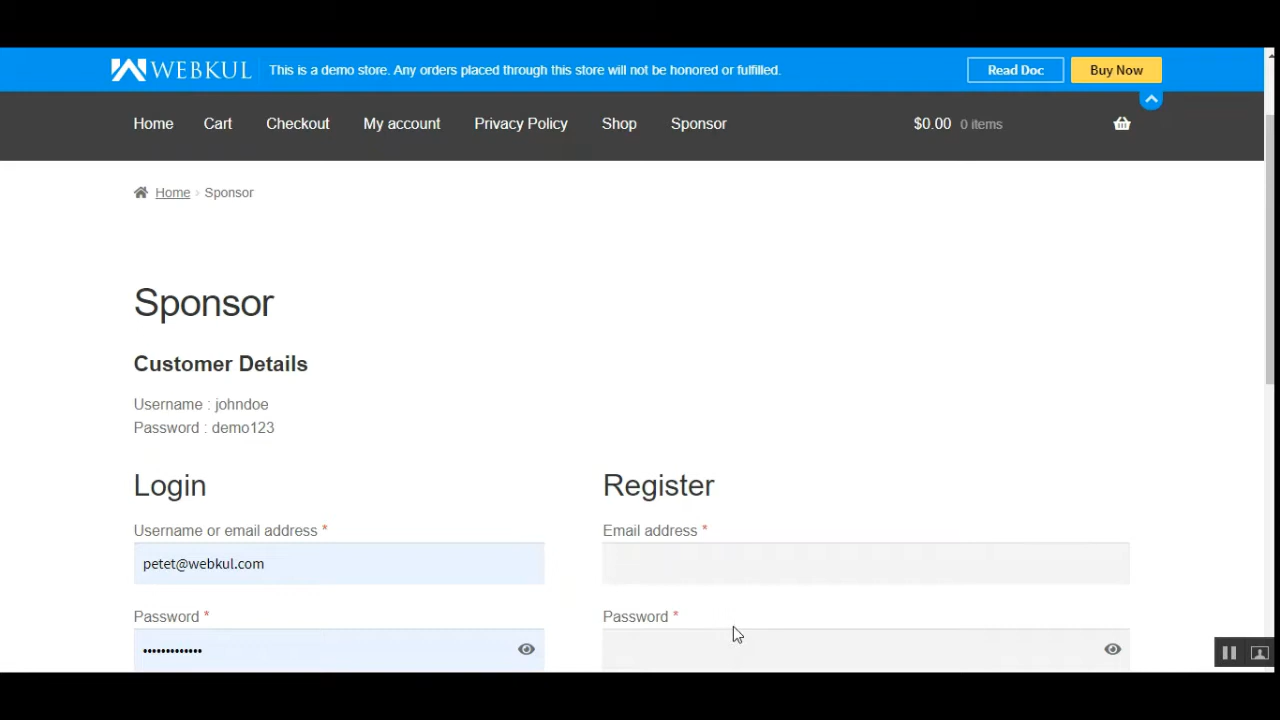 WEBKUL This is a demo store. Any orders placed through this store will not be honored or fulfilled. Read Doc Buy Now
Home Cart Checkout My account Privacy Policy Shop Sponsor $0.00 0 items
Home › Sponsor
Sponsor
Customer Details
Username : johndoe
Password : demo123
Login
Username or email address *
petet@webkul.com
Password *
•••••••••••••
Register
Email address *
Password *